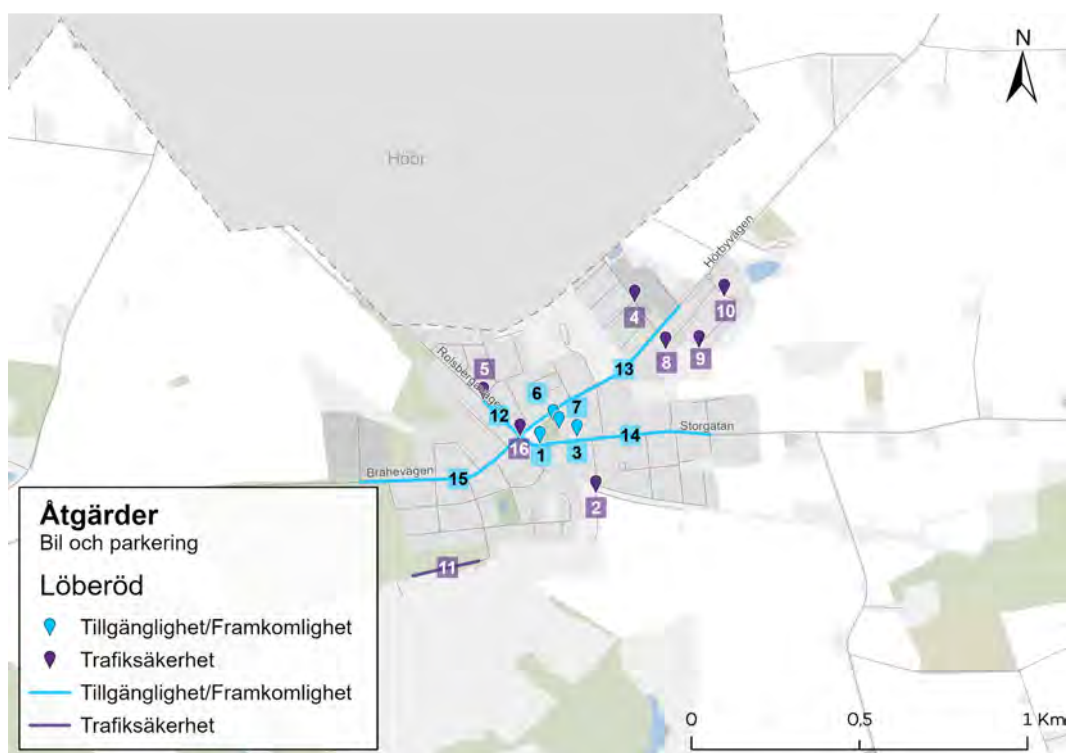 N
Höör
Hörbyvägen
4
10
8
9
13
Rolsbergavägen
5
6
7
12
16
1
3
14
Storgatan
Brahevägen
15
2
11
Åtgärder
Bil och parkering
Löberöd
Tillgänglighet/Framkomlighet
Trafiksäkerhet
Tillgänglighet/Framkomlighet
Trafiksäkerhet
0
0,5
1 Km